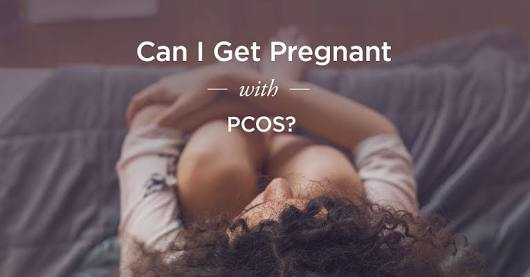 Can I Get Pregnant
with
PCOS?